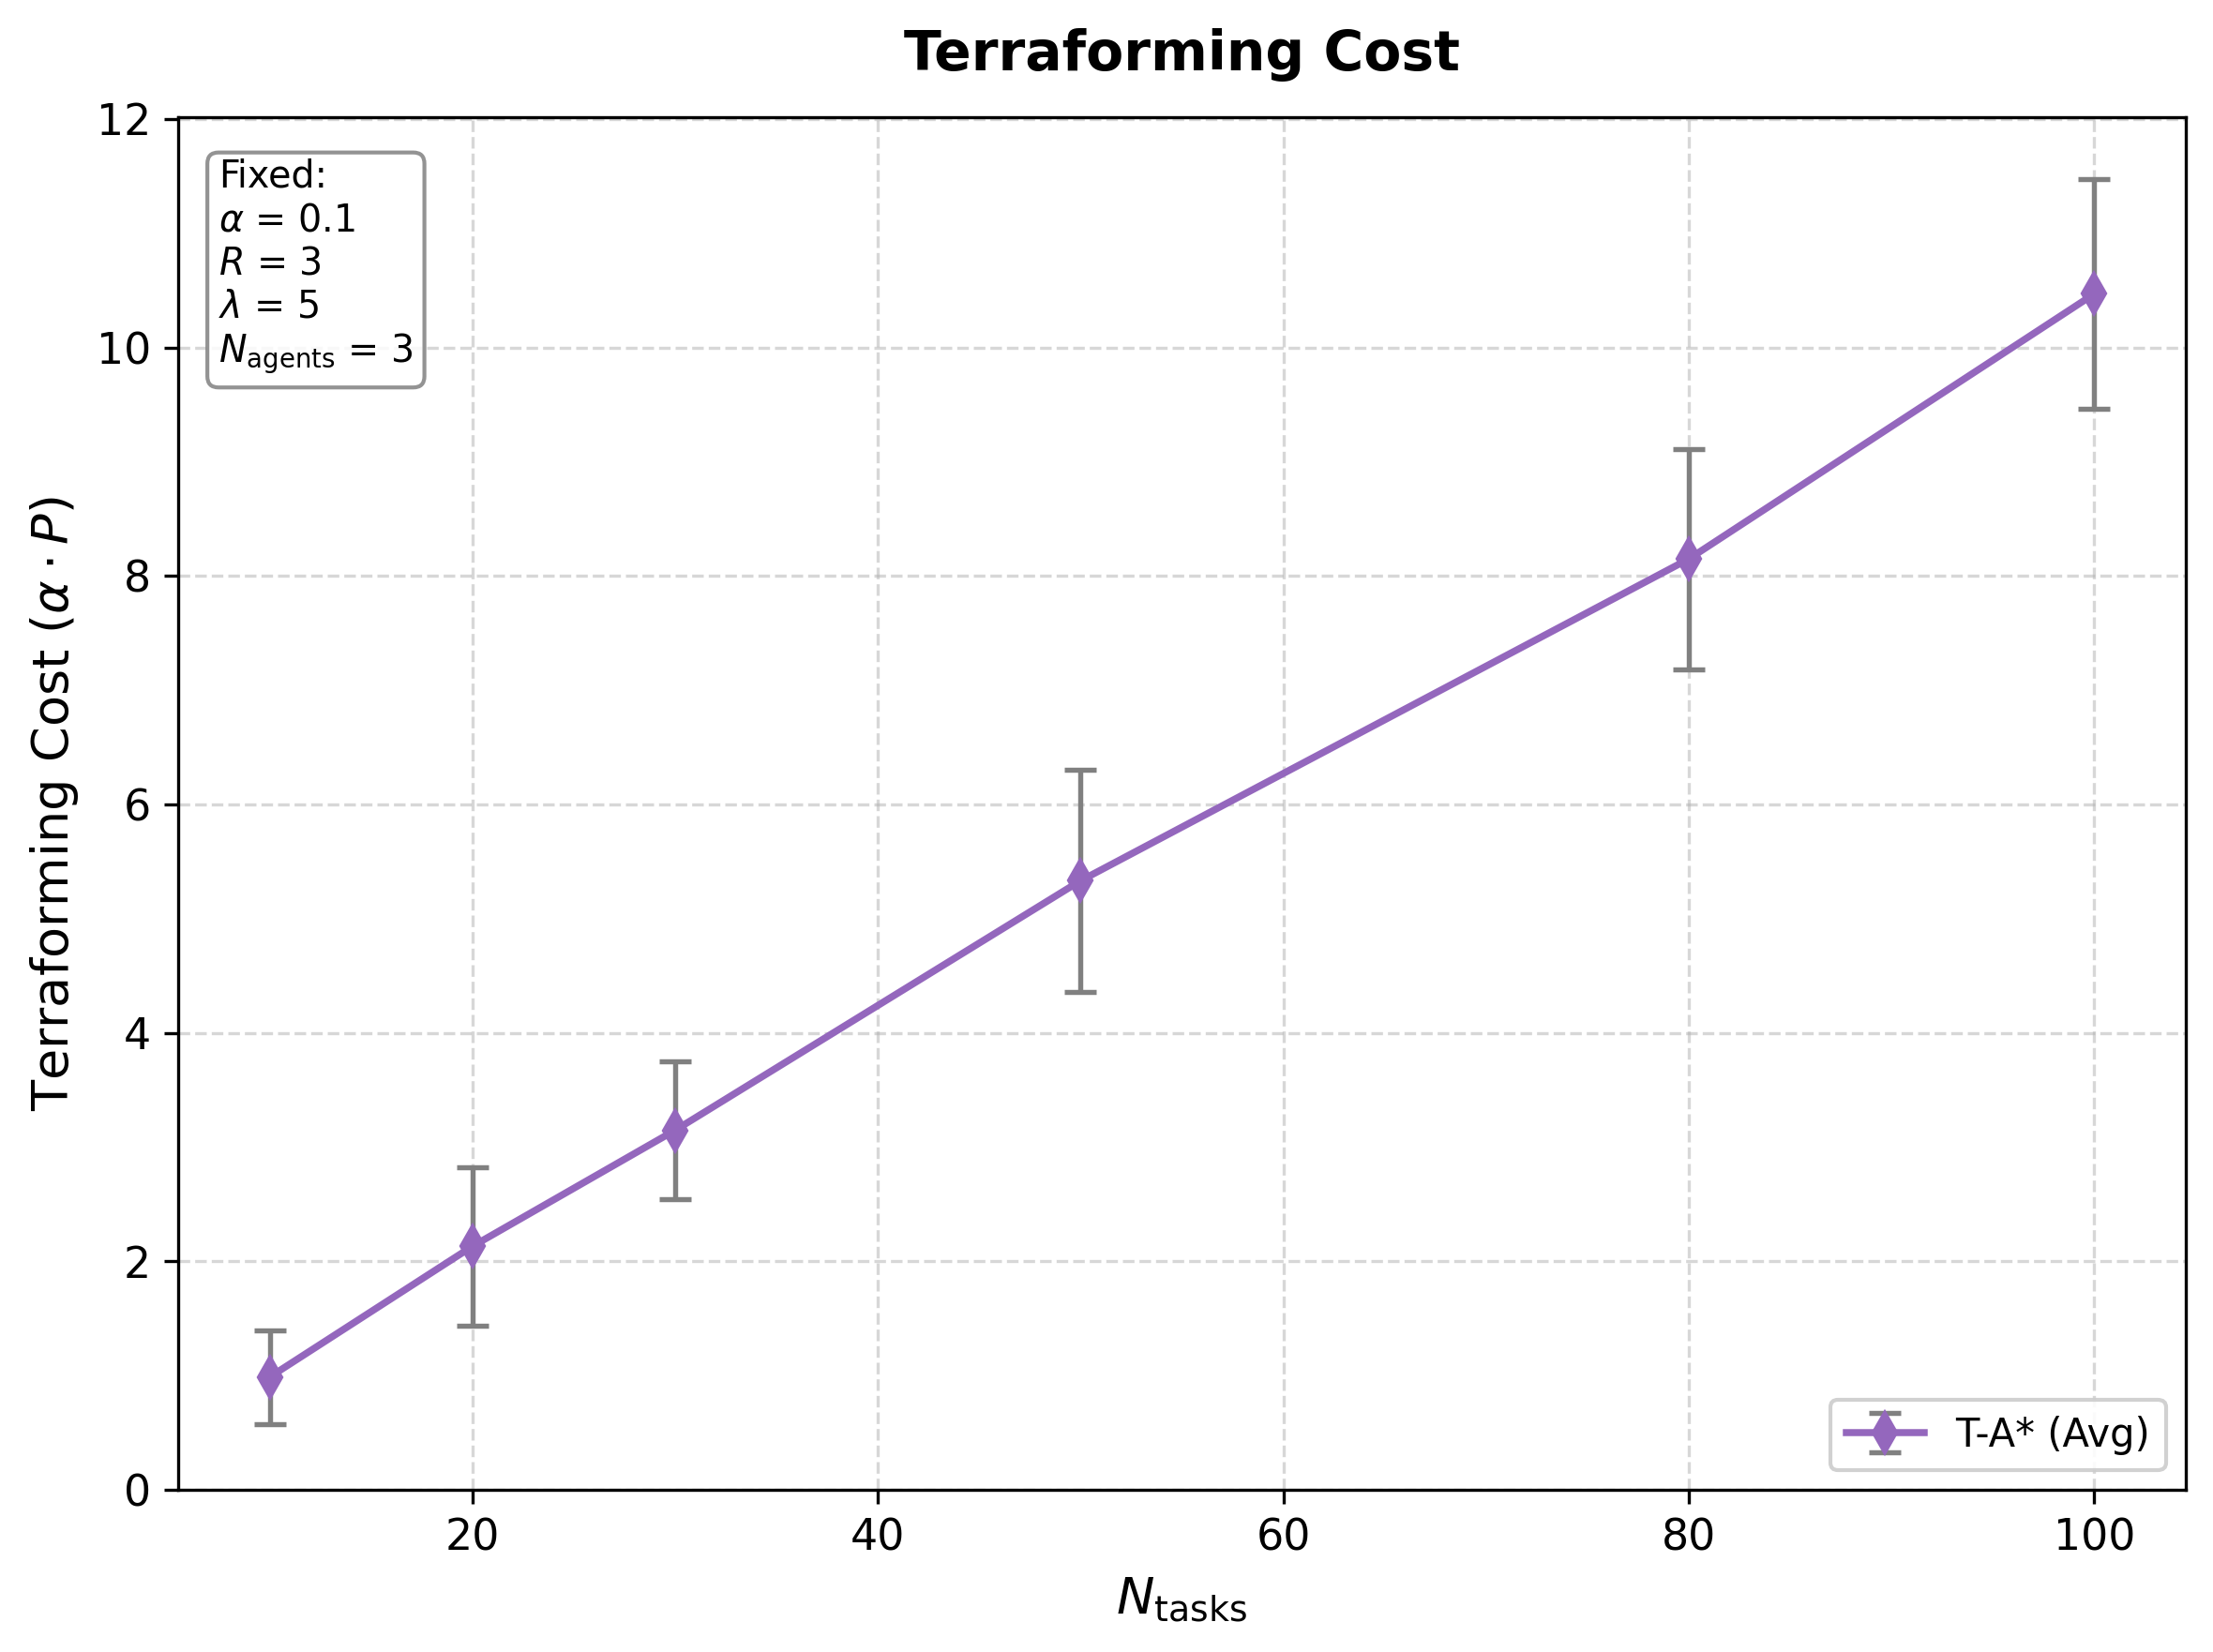 Terraforming Cost
Terraforming Cost (α · P)
12
10
8
6
4
2
0
Fixed:
α = 0.1
R = 3
λ = 5
N_agents = 3
T-A* (Avg)
20 40 60 80 100
N_tasks